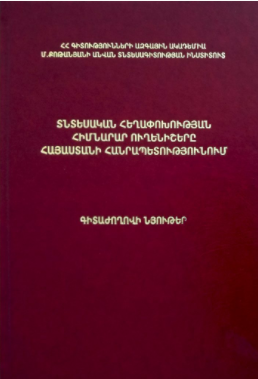 ՀՀ ԳԻՏՈՒԹՅՈՒՆՆԵՐԻ ԱԶԳԱՅԻՆ ԱԿԱԴԵՄԻԱ
Մ.ՔՈԹԱՆՅԱՆԻ ԱՆՎԱՆ ՏՆՏԵՍԱԳԻՏՈՒԹՅԱՆ ԻՆՍՏԻՏՈՒՏ
ՏՆՏԵՍԱԿԱՆ ՀԵՂԱՓՈԽՈՒԹՅԱՆ
ՀԻՄՆԱՐԱՐ ՈՒՂԵՆԻՇԵՐԸ
ՀԱՅԱՍՏԱՆԻ ՀԱՆՐԱՊԵՏՈՒԹՅՈՒՆՈՒՄ
ԳԻՏԱԺՈՂՈՎԻ ՆՅՈՒԹԵՐ